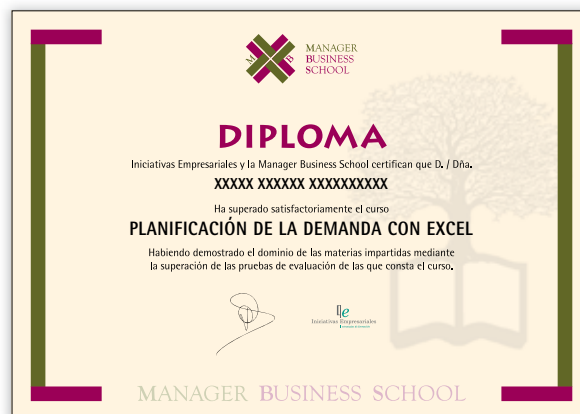 M B
MANAGER
BUSINESS
SCHOOL
DIPLOMA
Iniciativas Empresariales y la Manager Business School certifican que D. / Dña.
XXXXX XXXXXX XXXXXXXXXX
Ha superado satisfactoriamente el curso
PLANIFICACIÓN DE LA DEMANDA CON EXCEL
Habiendo demostrado el dominio de las materias impartidas mediante
la superación de las pruebas de evaluación de las que consta el curso.
Iniciativas Empresariales
MANAGER BUSINESS SCHOOL